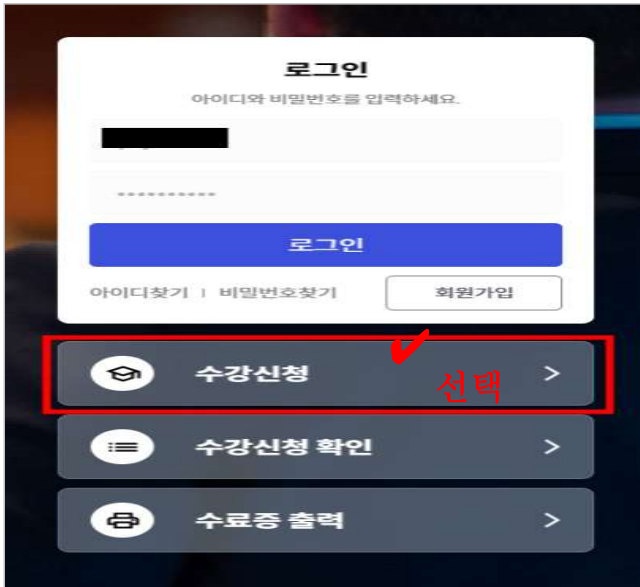 로그인
아이디와 비밀번호를 입력하세요.
**********
로그인
아이디찾기 | 비밀번호찾기 회원가입
수강신청 선택 >
수강신청 확인 >
수료증 출력 >